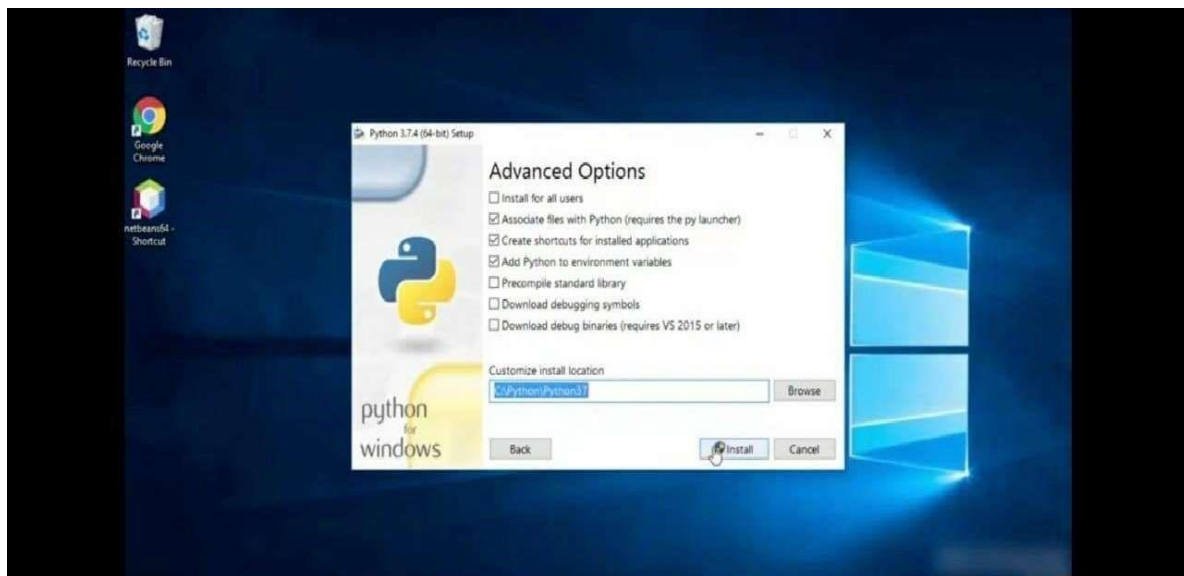 Recycle Bin
Google
Chrome
netbeans64 -
Shortcut
Python 3.7.4 (64-bit) Setup
Advanced Options
Install for all users
Associate files with Python (requires the py launcher)
Create shortcuts for installed applications
Add Python to environment variables
Precompile standard library
Download debugging symbols
Download debug binaries (requires VS 2015 or later)
Customize install location
C:\Python\Python37
Browse
python
for
windows
Back
Install
Cancel